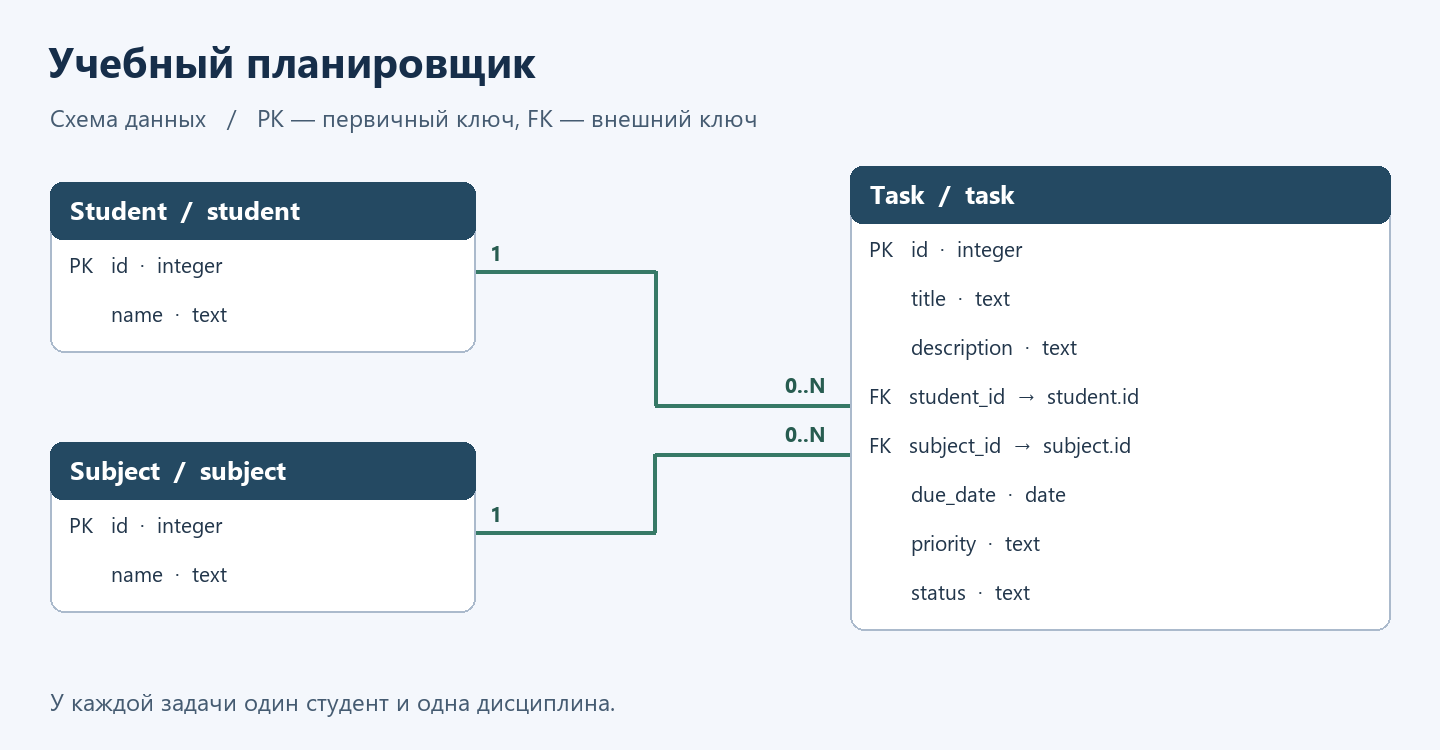 Учебный планировщик
Схема данных / PK — первичный ключ, FK — внешний ключ
Student / student
PK id · integer
name · text
1
Subject / subject
PK id · integer
name · text
1
0..N
0..N
Task / task
PK id · integer
title · text
description · text
FK student_id → student.id
FK subject_id → subject.id
due_date · date
priority · text
status · text
У каждой задачи один студент и одна дисциплина.